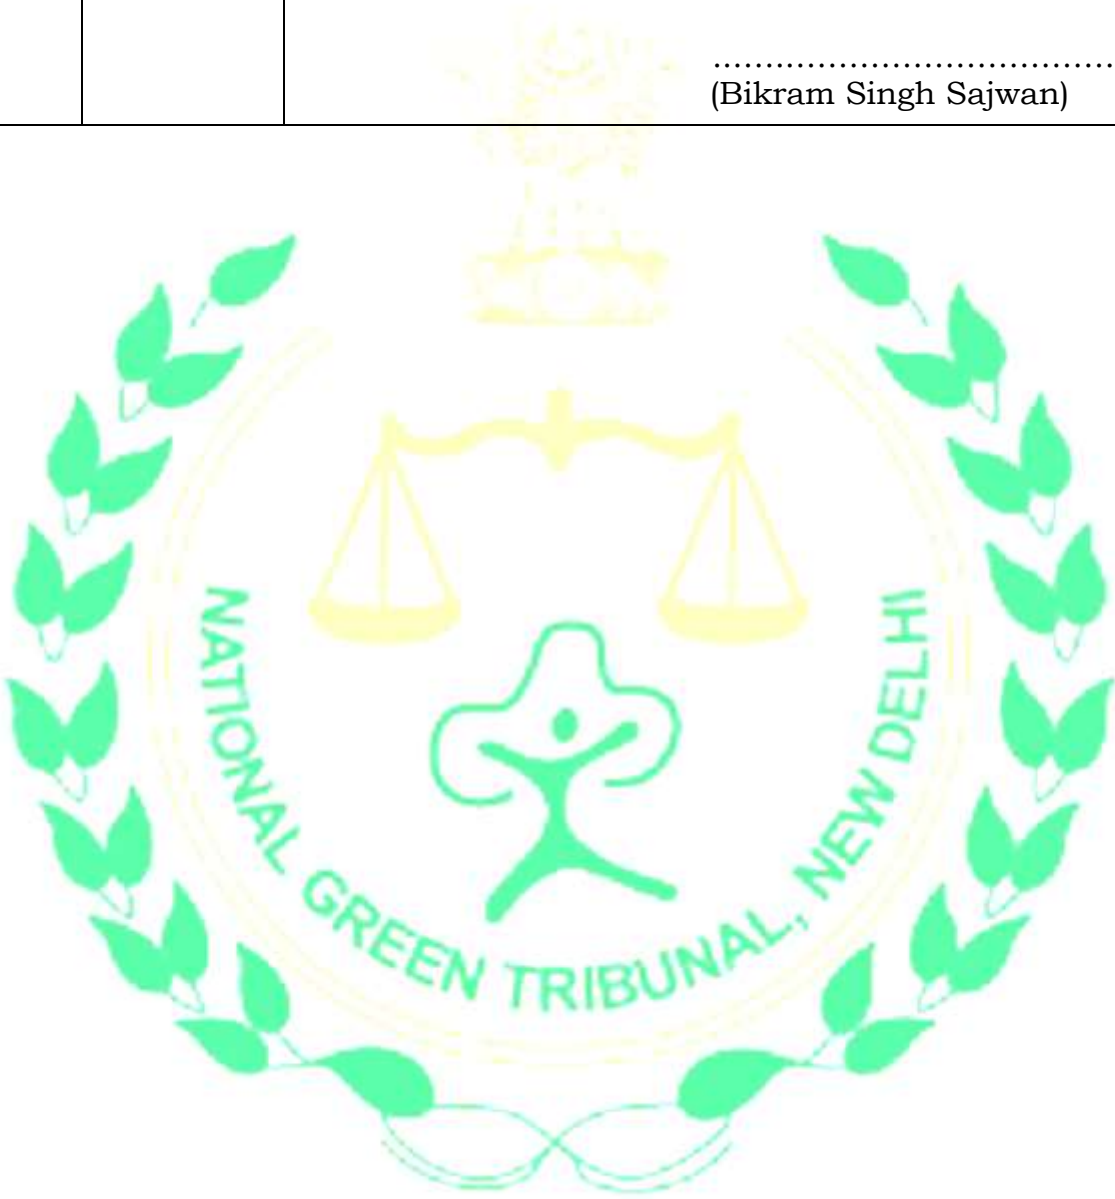 .......................................
(Bikram Singh Sajwan)
NATIONAL GREEN TRIBUNAL, NEW DELHI